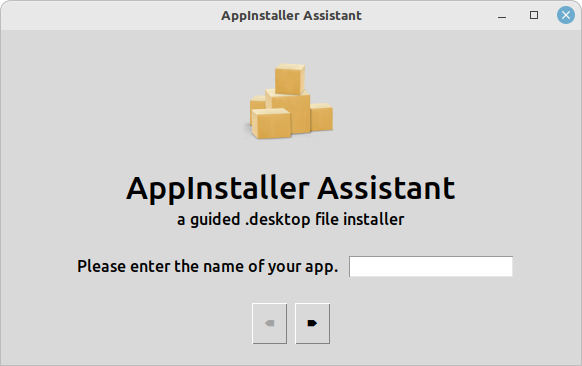 AppInstaller Assistant
AppInstaller Assistant
a guided .desktop file installer
Please enter the name of your app.